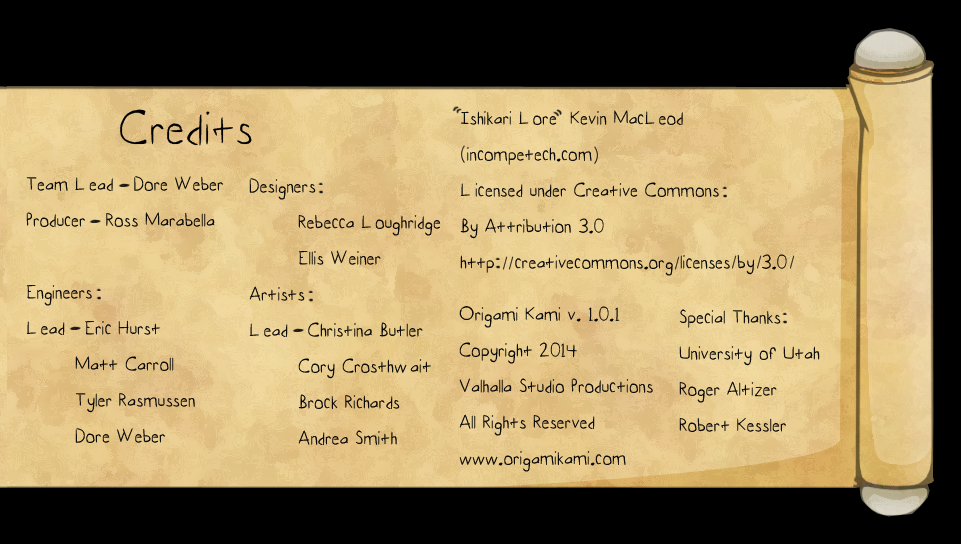 Credits
Team Lead - Dore Weber
Producer - Ross Marabella
Engineers:
Lead - Eric Hurst
Matt Carroll
Tyler Rasmussen
Dore Weber
Designers:
Rebecca Loughridge
Ellis Weiner
Artists:
Lead - Christina Butler
Cory Crosthwait
Brock Richards
Andrea Smith
"Ishikari Lore" Kevin MacLeod
(incompetech.com)
Licensed under Creative Commons:
By Attribution 3.0
http://creativecommons.org/licenses/by/3.0/
Origami Kami v. 1.0.1
Copyright 2014
Valhalla Studio Productions
All Rights Reserved
www.origamikami.com
Special Thanks:
University of Utah
Roger Altizer
Robert Kessler